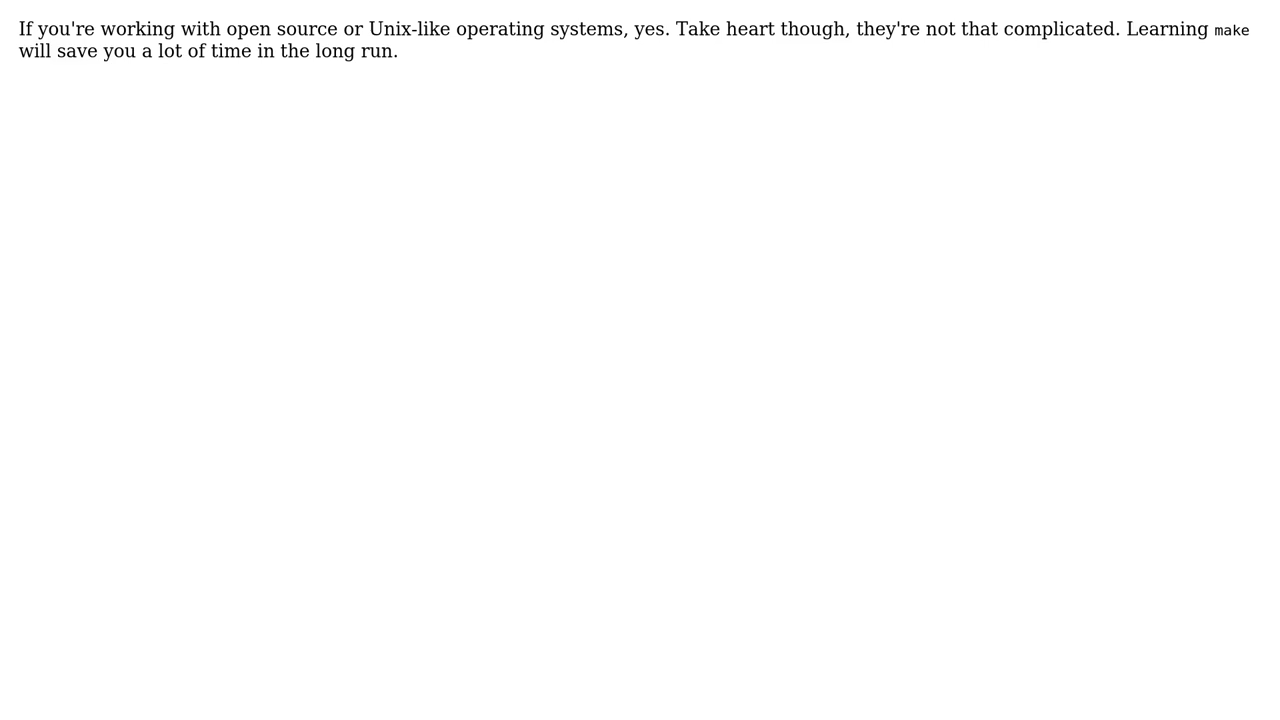 If you're working with open source or Unix-like operating systems, yes. Take heart though, they're not that complicated. Learning make
will save you a lot of time in the long run.